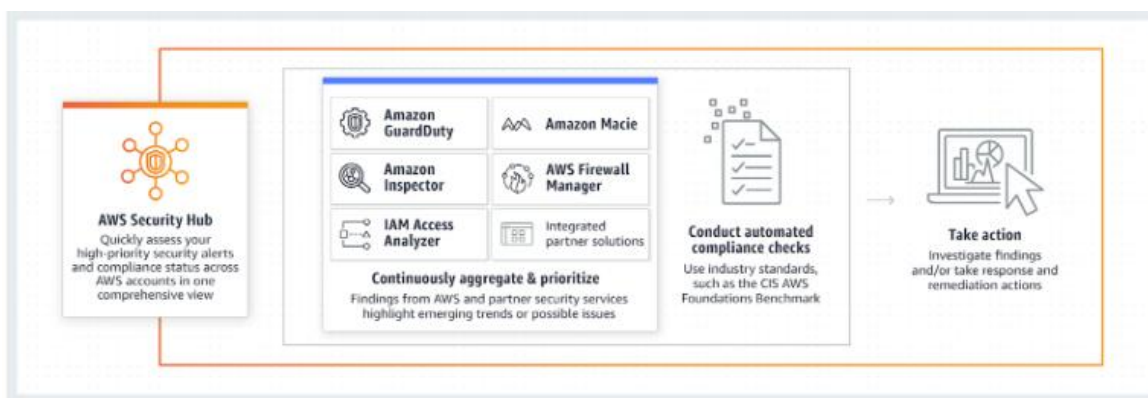 AWS Security Hub
Quickly assess your
high-priority security alerts
and compliance status across
AWS accounts in one
comprehensive view
Amazon
GuardDuty
Amazon Macie
Amazon
Inspector
AWS Firewall
Manager
IAM Access
Analyzer
Integrated
partner solutions
Continuously aggregate & prioritize
Findings from AWS and partner security services
highlight emerging trends or possible issues
Conduct automated
compliance checks
Use industry standards,
such as the CIS AWS
Foundations Benchmark
Take action
Investigate findings
and/or take response and
remediation actions